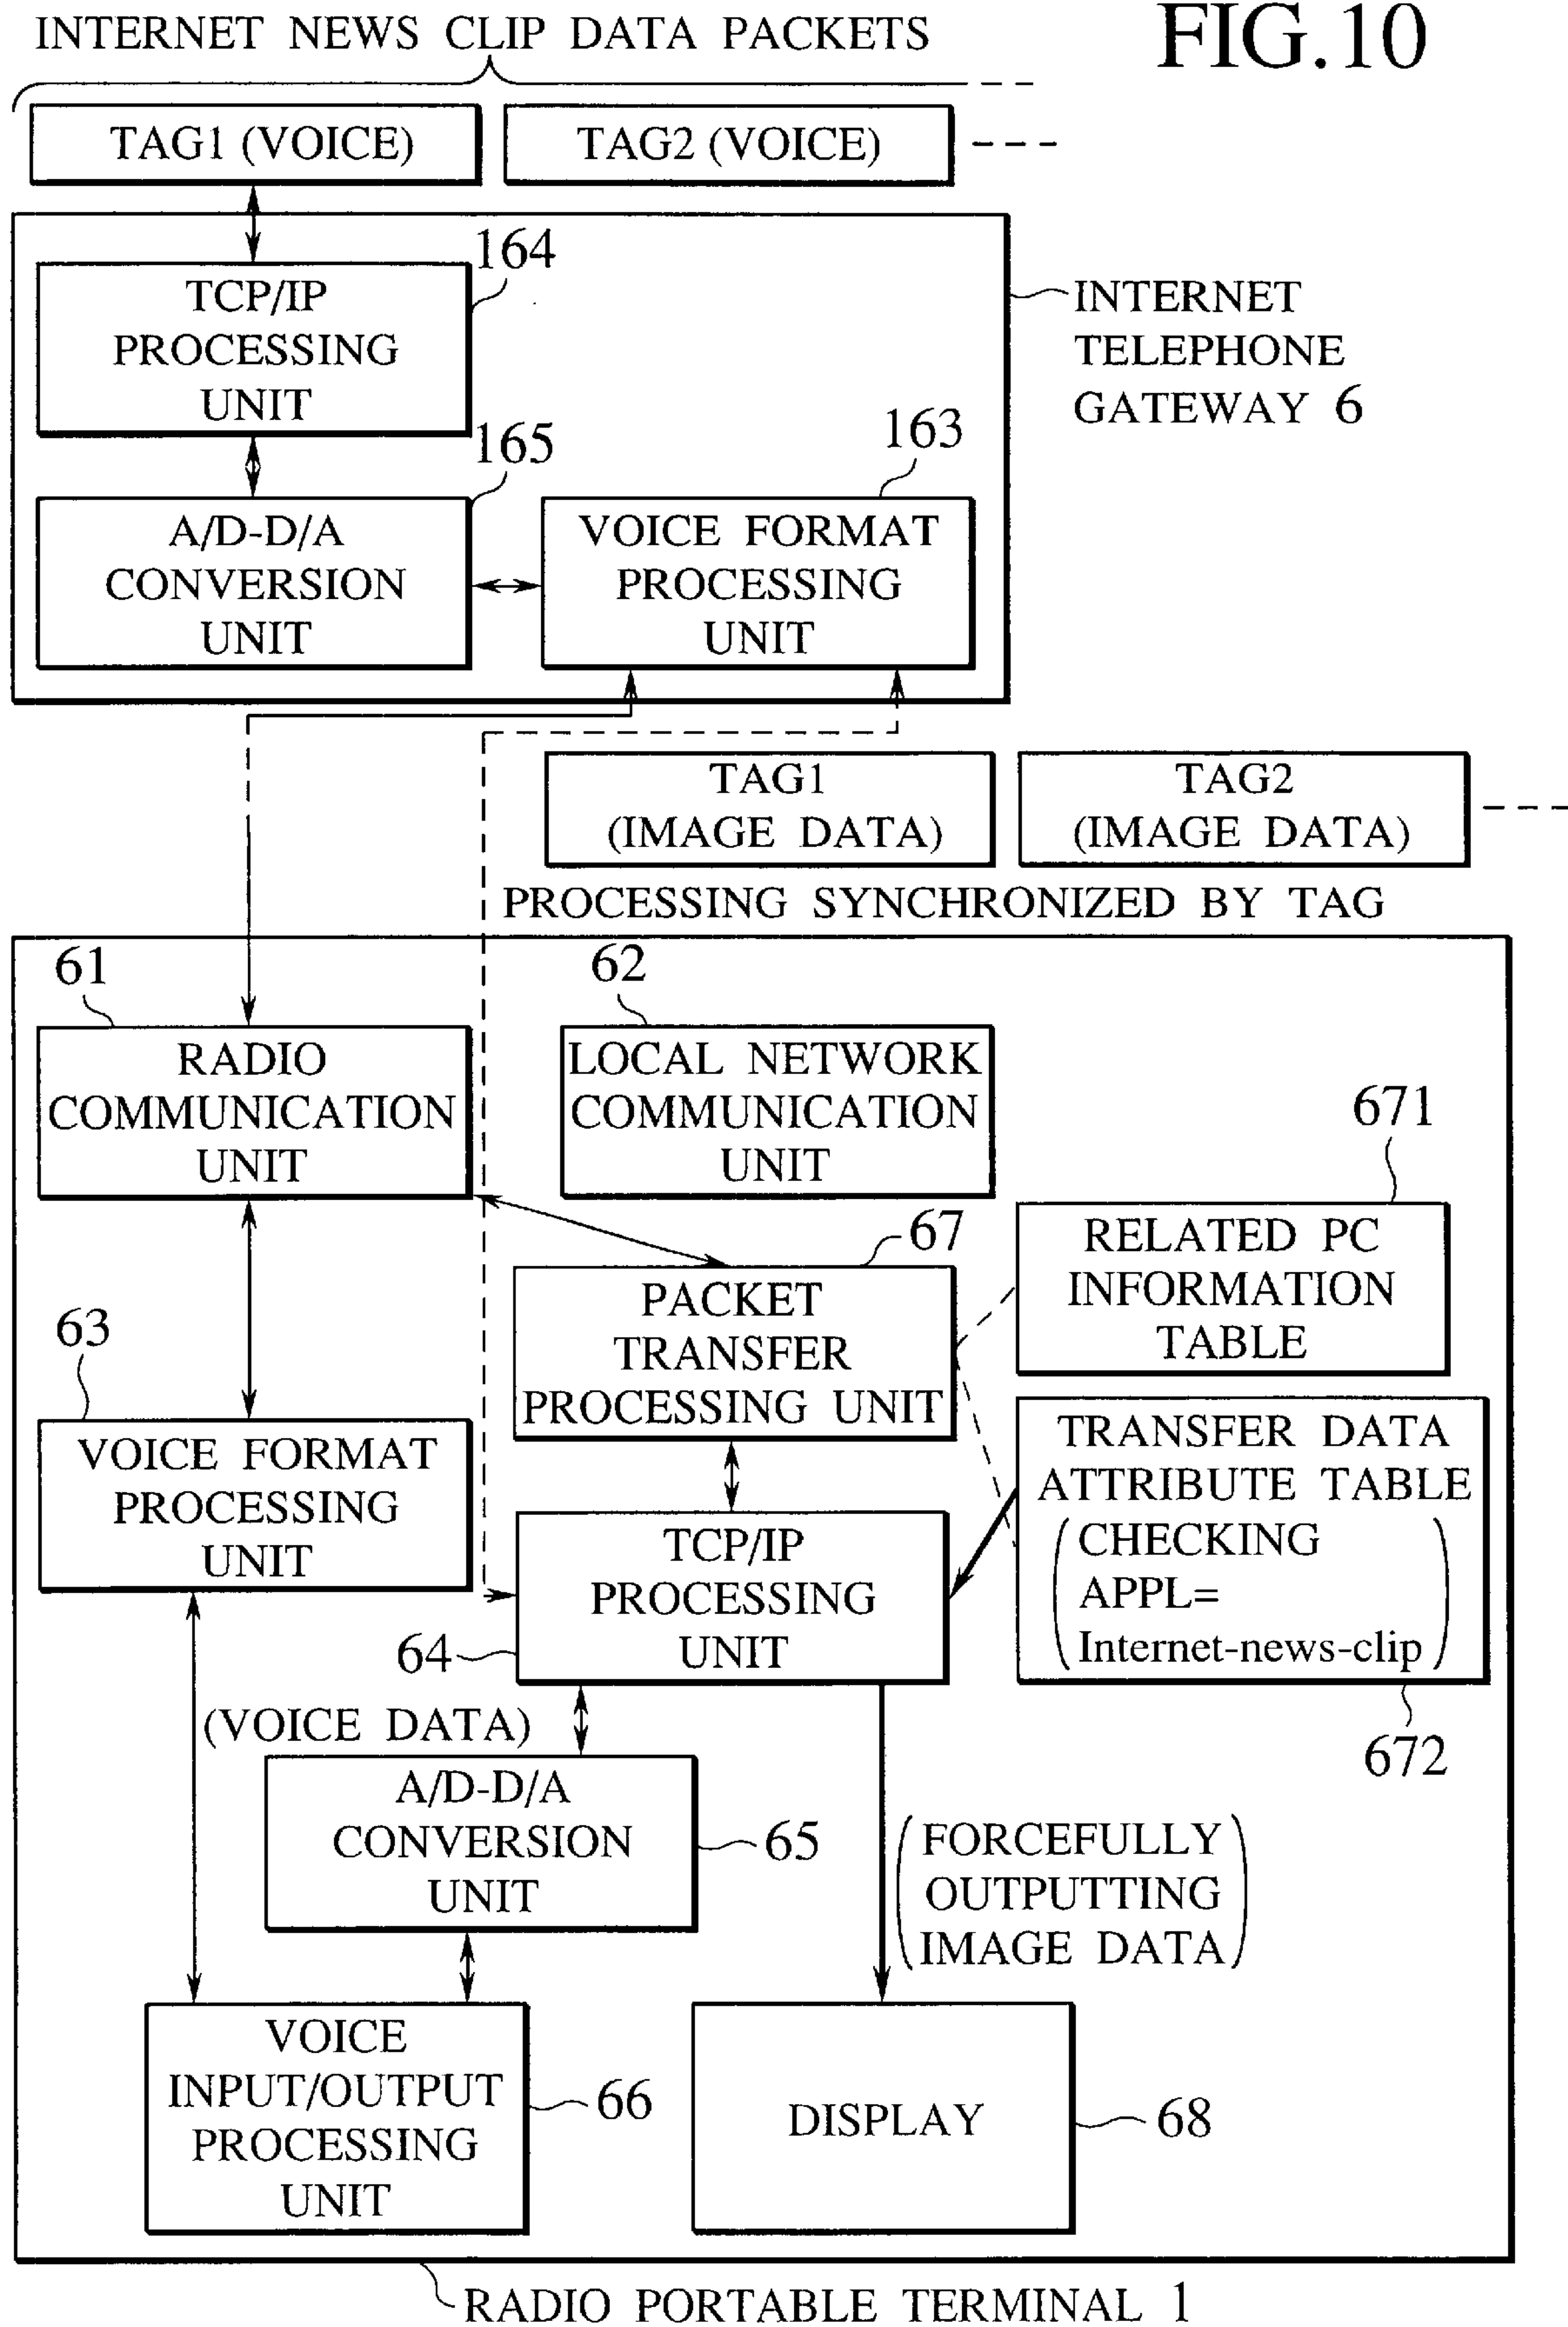 FIG.10
INTERNET NEWS CLIP DATA PACKETS
TAG1 (VOICE)
TAG2 (VOICE)
164
TCP/IP
PROCESSING
UNIT
INTERNET
TELEPHONE
GATEWAY 6
165
163
A/D-D/A
CONVERSION
UNIT
VOICE FORMAT
PROCESSING
UNIT
TAG1
(IMAGE DATA)
TAG2
(IMAGE DATA)
PROCESSING SYNCHRONIZED BY TAG
61
62
RADIO
COMMUNICATION
UNIT
LOCAL NETWORK
COMMUNICATION
UNIT
671
RELATED PC
INFORMATION
TABLE
67
PACKET
TRANSFER
PROCESSING UNIT
63
VOICE FORMAT
PROCESSING
UNIT
TRANSFER DATA
ATTRIBUTE TABLE
(CHECKING
APPL=
Internet-news-clip)
672
TCP/IP
PROCESSING
UNIT
64
(VOICE DATA)
A/D-D/A
CONVERSION
UNIT
65
(FORCEFULLY
OUTPUTTING
IMAGE DATA)
VOICE
INPUT/OUTPUT
PROCESSING
UNIT
66
DISPLAY
68
RADIO PORTABLE TERMINAL 1